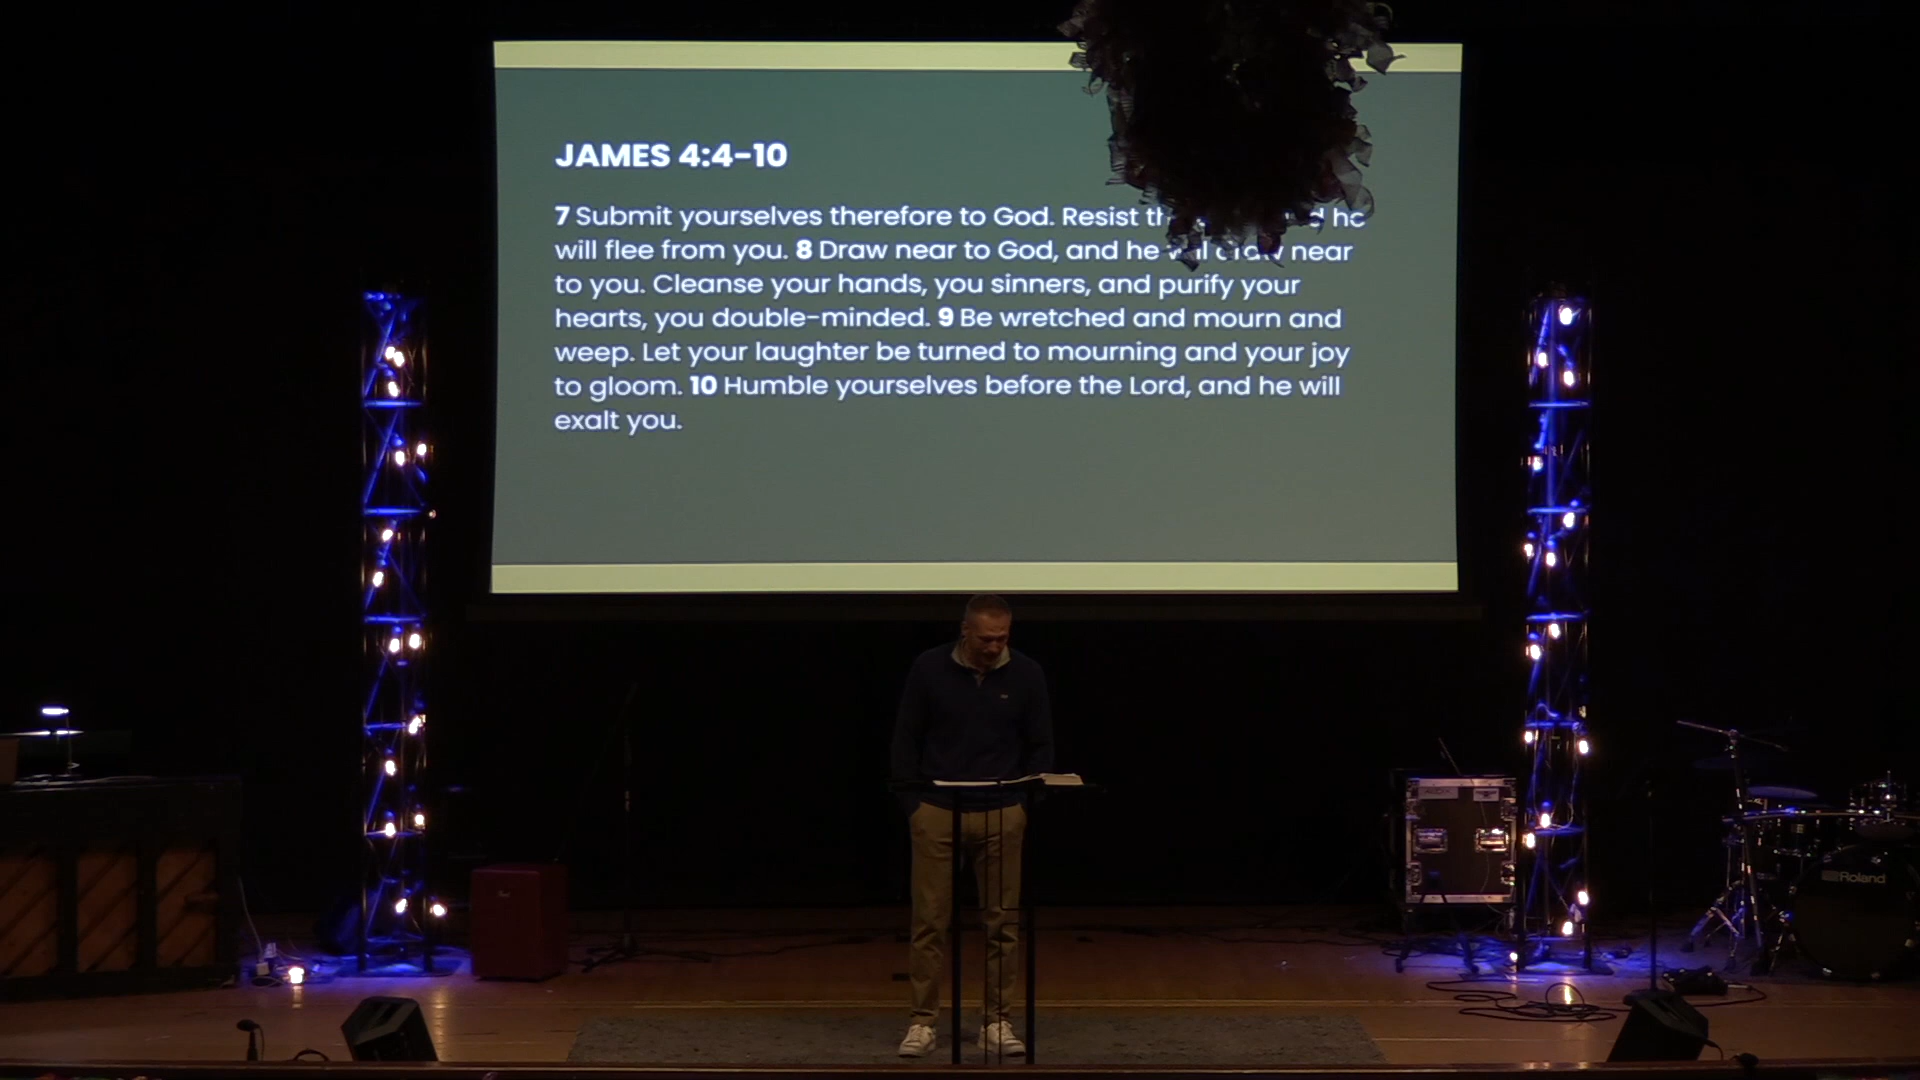 JAMES 4:4-10
7 Submit yourselves therefore to God. Resist
will flee from you. 8 Draw near to God, and he will draw near
to you. Cleanse your hands, you sinners, and purify your
hearts, you double-minded. 9 Be wretched and mourn and
weep. Let your laughter be turned to mourning and your joy
to gloom. 10 Humble yourselves before the Lord, and he will
exalt you.
Roland